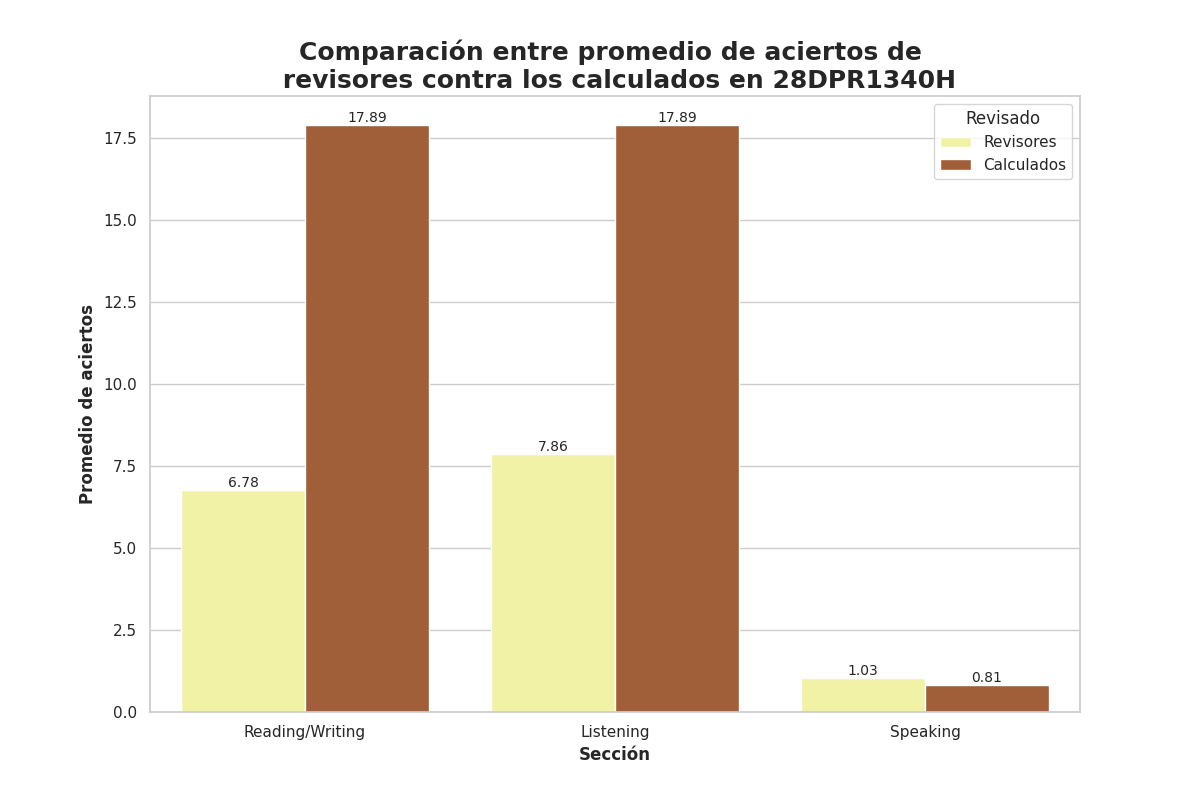 Comparación entre promedio de aciertos de
revisores contra los calculados en 28DPR1340H
Revisado
Revisores
Calculados
Promedio de aciertos
17.5
15.0
12.5
10.0
7.5
5.0
2.5
0.0
6.78
17.89
7.86
17.89
1.03
0.81
Reading/Writing
Listening
Speaking
Sección